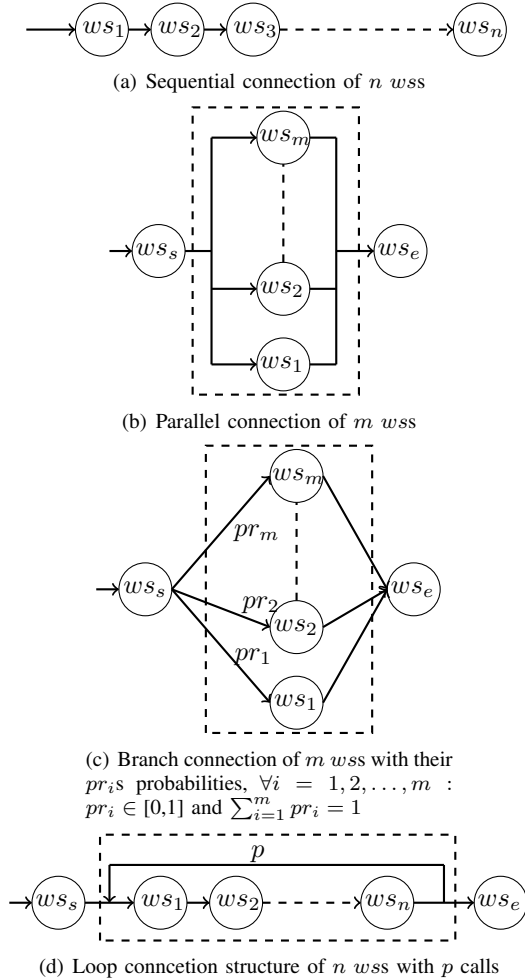 ws₁ ws₂ ws₃ wsₙ
(a) Sequential connection of n wss
wsₘ
wsₛ wsₑ
ws₂
ws₁
(b) Parallel connection of m wss
wsₘ
prₘ
wsₛ wsₑ
pr₂
ws₂
pr₁
ws₁
(c) Branch connection of m wss with their
prᵢs probabilities, ∀i = 1, 2, . . . , m :
prᵢ ∈ [0,1] and ∑ᵢ₌₁ᵐ prᵢ = 1
p
wsₛ ws₁ ws₂ wsₙ wsₑ
(d) Loop conncetion structure of n wss with p calls